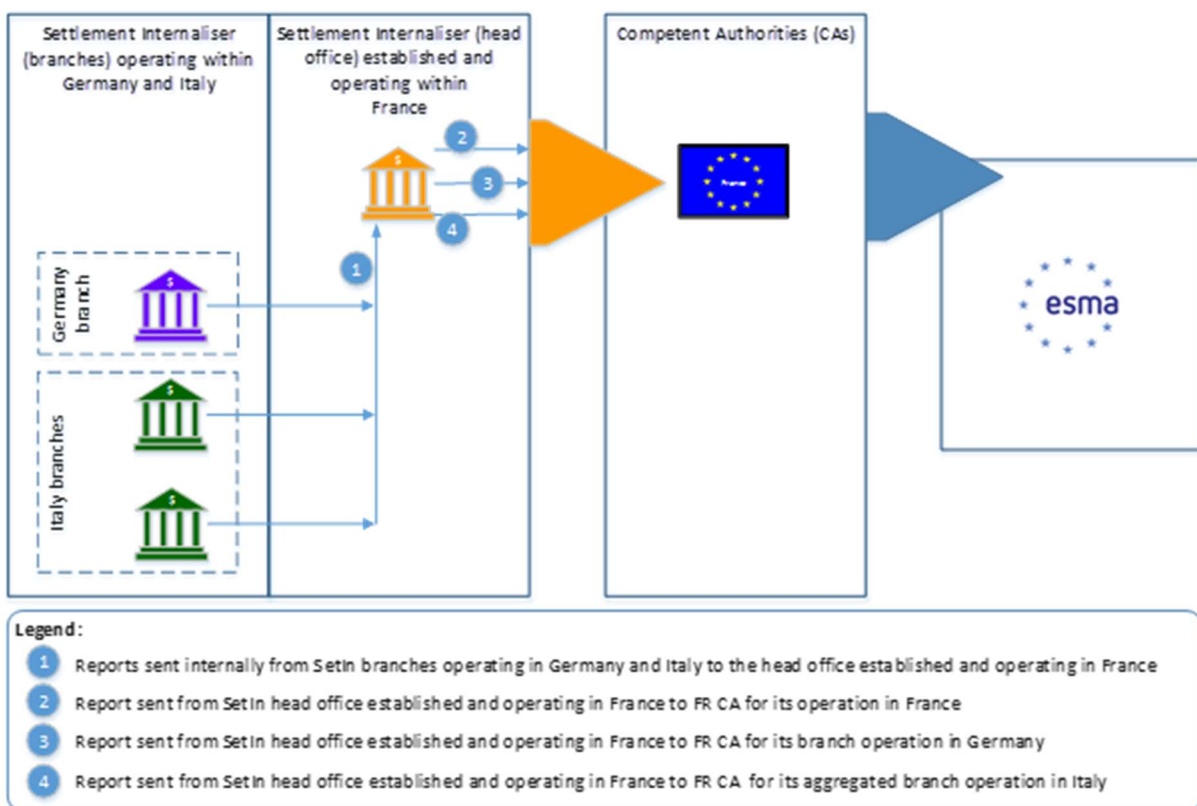 Settlement Internaliser
(branches) operating within
Germany and Italy
Settlement Internaliser (head
office) established and
operating within
France
Competent Authorities (CAs)
$
2
3
4
1
France
esma
Germany
branch
$
Italy branches
$
$
Legend:
1 Reports sent internally from SetIn branches operating in Germany and Italy to the head office established and operating in France
2 Report sent from SetIn head office established and operating in France to FR CA for its operation in France
3 Report sent from SetIn head office established and operating in France to FR CA for its branch operation in Germany
4 Report sent from SetIn head office established and operating in France to FR CA for its aggregated branch operation in Italy